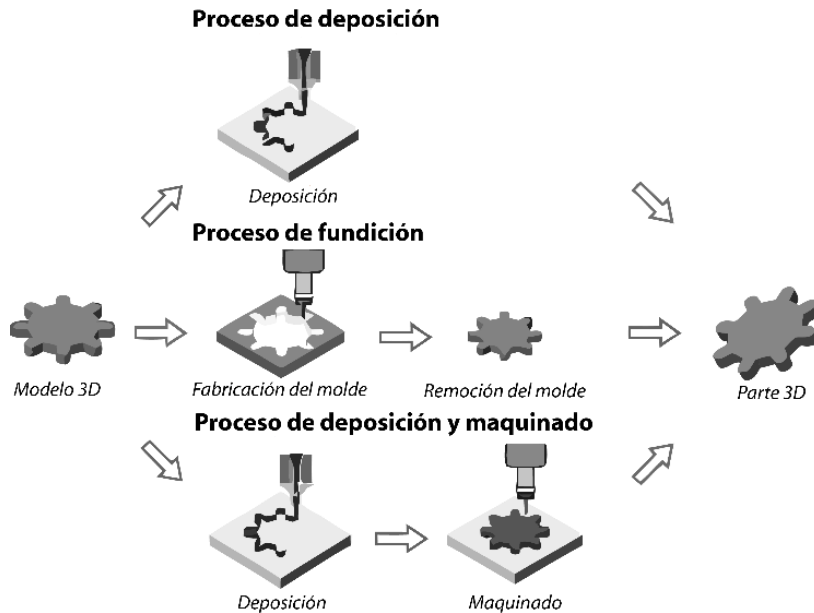 Proceso de deposición
Deposición
Proceso de fundición
Modelo 3D
Fabricación del molde
Remoción del molde
Parte 3D
Proceso de deposición y maquinado
Deposición
Maquinado